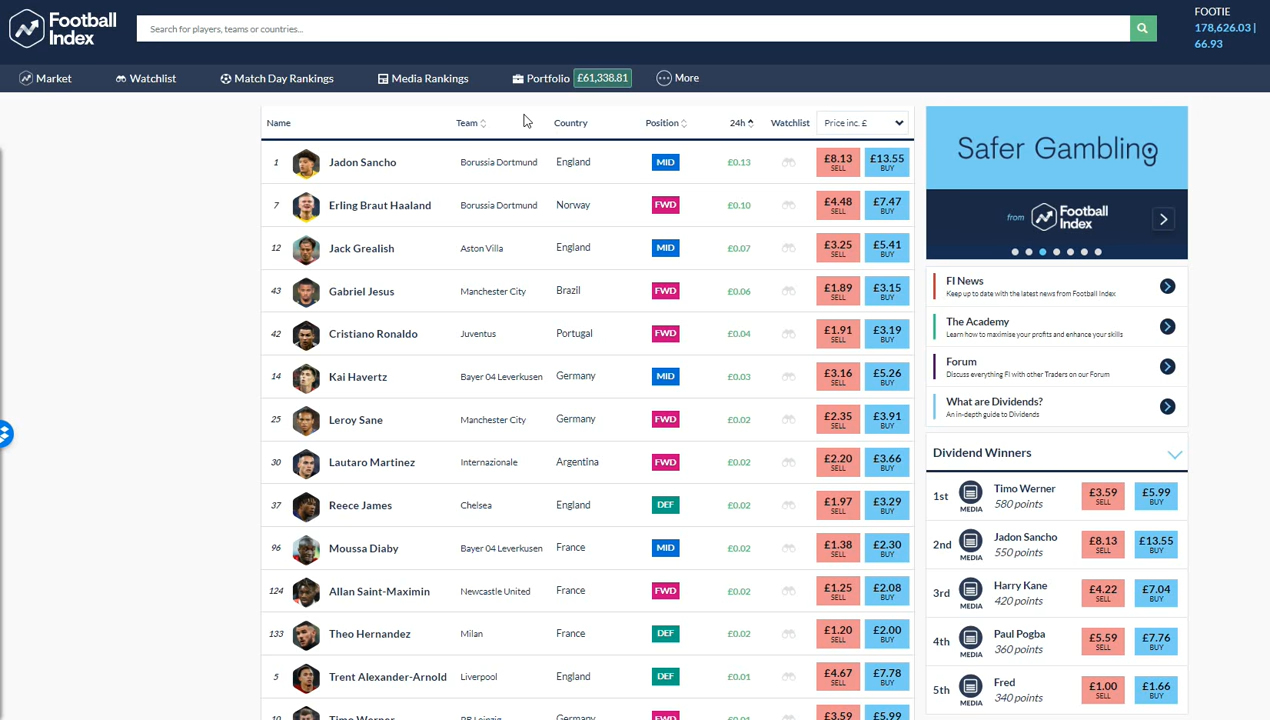 Football
Index
Search for players, teams or countries...
FOOTIE
178,626.03 |
66.93
Market Watchlist Match Day Rankings Media Rankings Portfolio £61,338.81 More
Name Team Country Position 24h Watchlist Price inc. £
1 Jadon Sancho Borussia Dortmund England MID £0.13 £8.13 SELL £13.55 BUY
7 Erling Braut Haaland Borussia Dortmund Norway FWD £0.10 £4.48 SELL £7.47 BUY
12 Jack Grealish Aston Villa England MID £0.07 £3.25 SELL £5.41 BUY
43 Gabriel Jesus Manchester City Brazil FWD £0.06 £1.89 SELL £3.15 BUY
42 Cristiano Ronaldo Juventus Portugal FWD £0.04 £1.91 SELL £3.19 BUY
14 Kai Havertz Bayer 04 Leverkusen Germany MID £0.03 £3.16 SELL £5.26 BUY
25 Leroy Sane Manchester City Germany FWD £0.02 £2.35 SELL £3.91 BUY
30 Lautaro Martinez Internazionale Argentina FWD £0.02 £2.20 SELL £3.66 BUY
37 Reece James Chelsea England DEF £0.02 £1.97 SELL £3.29 BUY
96 Moussa Diaby Bayer 04 Leverkusen France MID £0.02 £1.38 SELL £2.30 BUY
124 Allan Saint-Maximin Newcastle United France FWD £0.02 £1.25 SELL £2.08 BUY
133 Theo Hernandez Milan France DEF £0.02 £1.20 SELL £2.00 BUY
5 Trent Alexander-Arnold Liverpool England DEF £0.01 £4.67 SELL £7.78 BUY
10 Timo Werner RB Leipzig Germany FWD £0.01 £3.59 £5.99
Safer Gambling
from Football
Index
FI News
Keep up to date with the latest news from Football Index
The Academy
Learn how to maximise your profits and enhance your skills
Forum
Discuss everything FI with other Traders on our Forum
What are Dividends?
An in-depth guide to Dividends
Dividend Winners
1st MEDIA Timo Werner 580 points £3.59 SELL £5.99 BUY
2nd MEDIA Jadon Sancho 550 points £8.13 SELL £13.55 BUY
3rd MEDIA Harry Kane 420 points £4.22 SELL £7.04 BUY
4th MEDIA Paul Pogba 360 points £5.59 SELL £7.76 BUY
5th MEDIA Fred 340 points £1.00 SELL £1.66 BUY